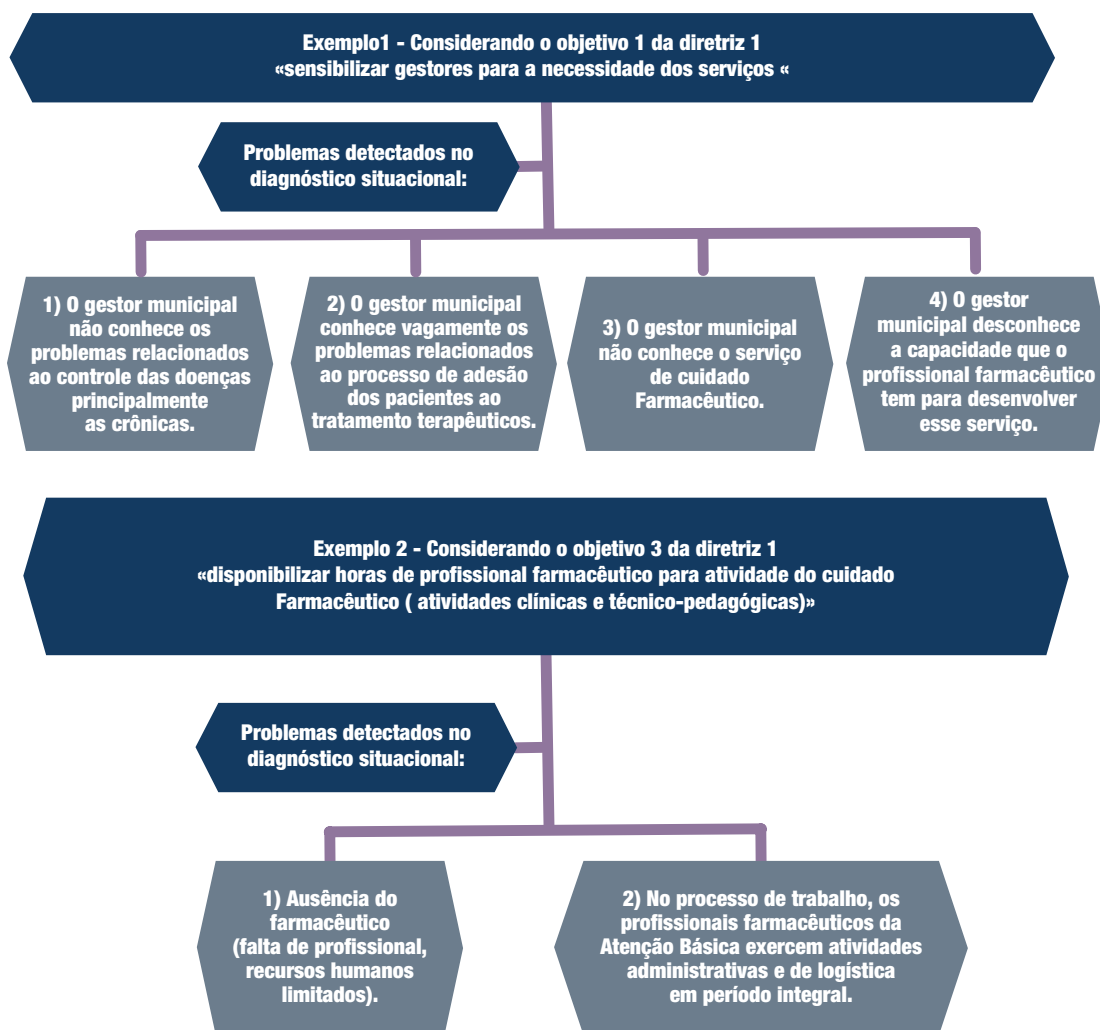 Exemplo1 - Considerando o objetivo 1 da diretriz 1
«sensibilizar gestores para a necessidade dos serviços «
Problemas detectados no
diagnóstico situacional:
1) O gestor municipal
não conhece os
problemas relacionados
ao controle das doenças
principalmente
as crônicas.
2) O gestor municipal
conhece vagamente os
problemas relacionados
ao processo de adesão
dos pacientes ao
tratamento terapêuticos.
3) O gestor municipal
não conhece o serviço
de cuidado
Farmacêutico.
4) O gestor
municipal desconhece
a capacidade que o
profissional farmacêutico
tem para desenvolver
esse serviço.
Exemplo 2 - Considerando o objetivo 3 da diretriz 1
«disponibilizar horas de profissional farmacêutico para atividade do cuidado
Farmacêutico ( atividades clínicas e técnico-pedagógicas)»
Problemas detectados no
diagnóstico situacional:
1) Ausência do
farmacêutico
(falta de profissional,
recursos humanos
limitados).
2) No processo de trabalho, os
profissionais farmacêuticos da
Atenção Básica exercem atividades
administrativas e de logística
em período integral.